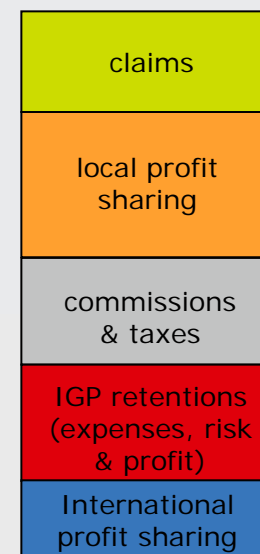 claims
local profit
sharing
commissions
& taxes
IGP retentions
(expenses, risk
& profit)
International
profit sharing